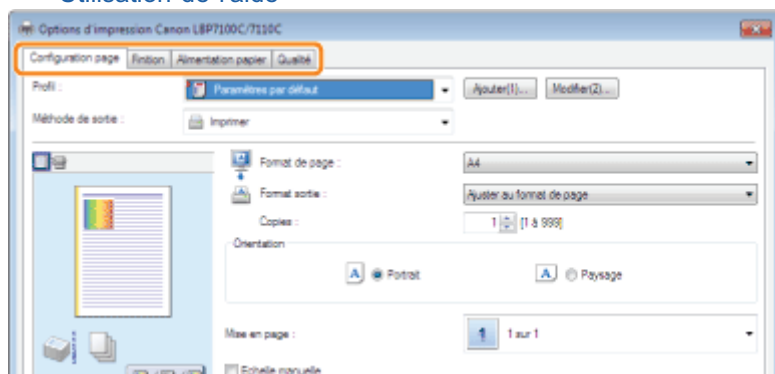 Utilisation de l'aide
Options d'impression Canon LBP7100C/7110C
Configuration page Finition Alimentation papier Qualité
Profil : Paramètres par défaut Ajouter(1)... Modifier(2)...
Méthode de sortie : Imprimer
Format de page : A4
Format sortie : Ajuster au format de page
Copies : 1 [1 à 999]
Orientation
A Portrait A Paysage
Mise en page : 1 1 sur 1
Echelle manuelle